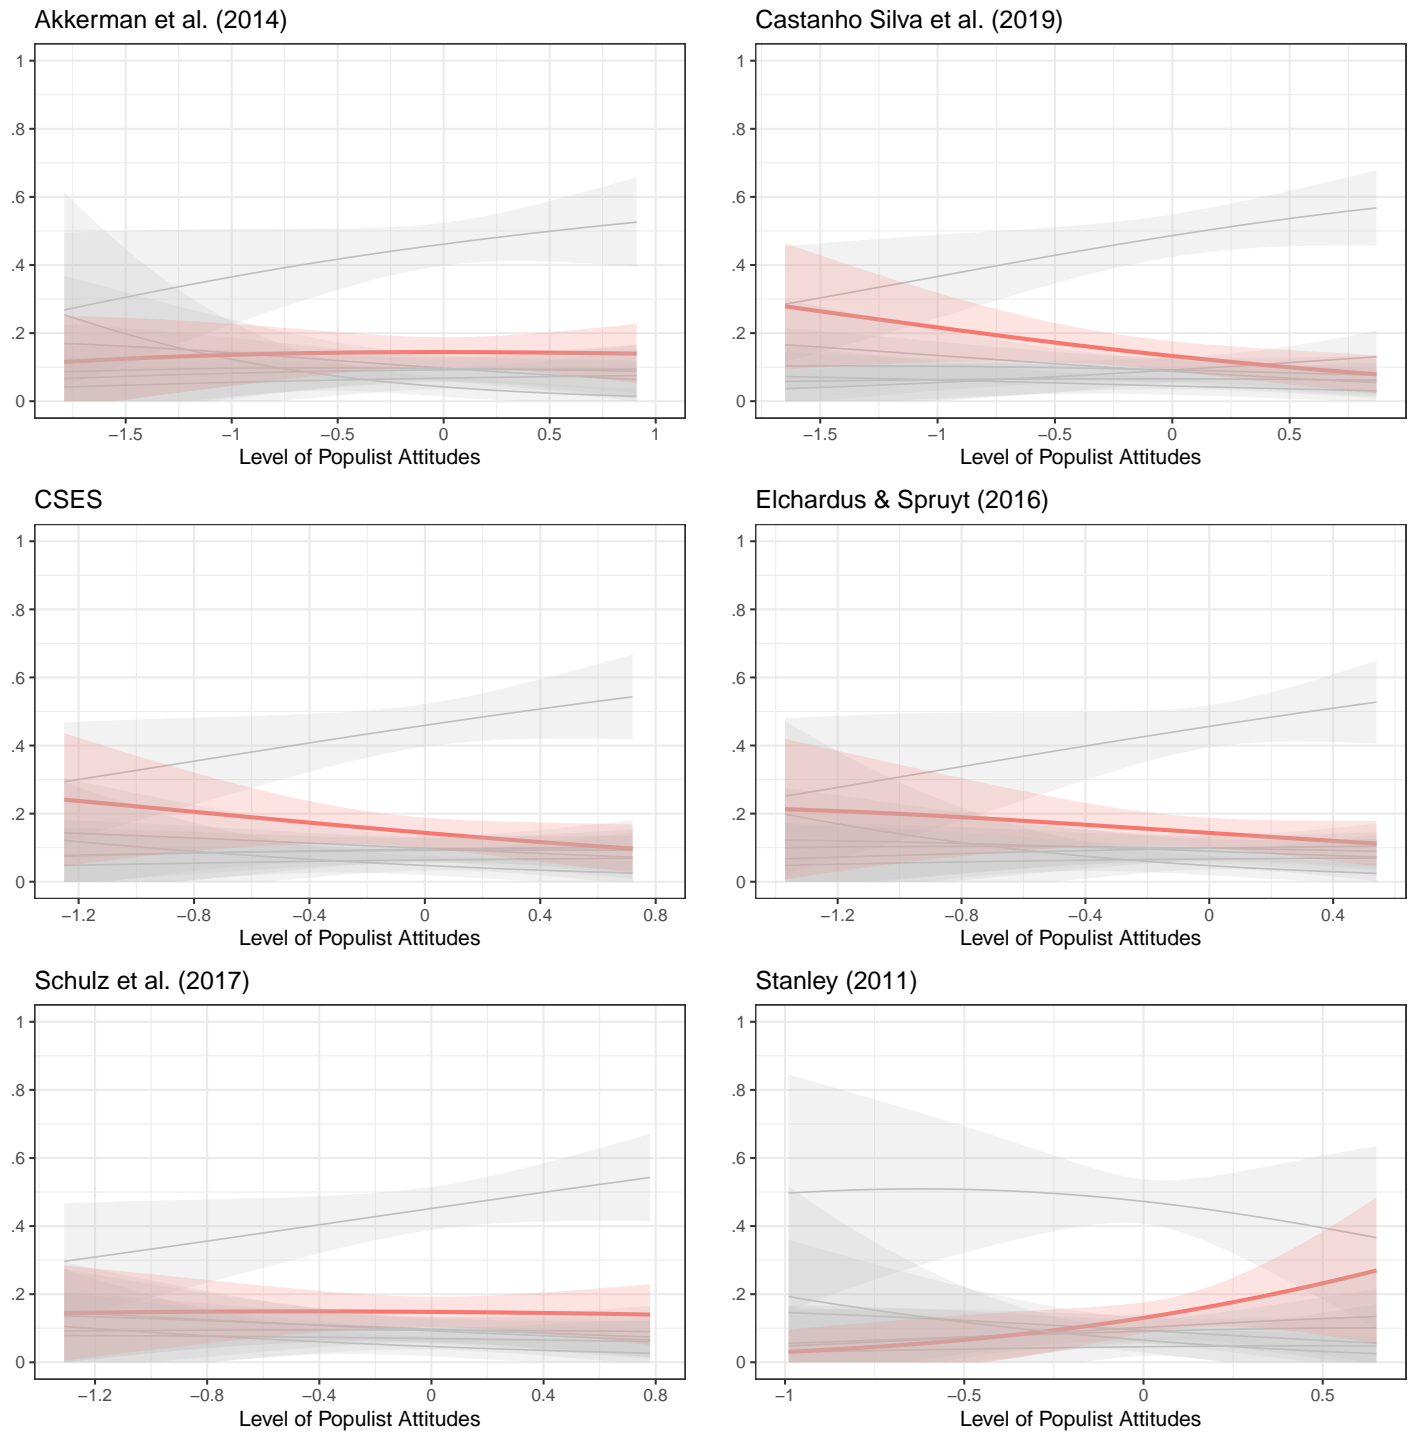 Akkerman et al. (2014)
1
.8
.6
.4
.2
0
−1.5 −1 −0.5 0 0.5 1
Level of Populist Attitudes
Castanho Silva et al. (2019)
1
.8
.6
.4
.2
0
−1.5 −1 −0.5 0 0.5
Level of Populist Attitudes
CSES
1
.8
.6
.4
.2
0
−1.2 −0.8 −0.4 0 0.4 0.8
Level of Populist Attitudes
Elchardus & Spruyt (2016)
1
.8
.6
.4
.2
0
−1.2 −0.8 −0.4 0 0.4
Level of Populist Attitudes
Schulz et al. (2017)
1
.8
.6
.4
.2
0
−1.2 −0.8 −0.4 0 0.4 0.8
Level of Populist Attitudes
Stanley (2011)
1
.8
.6
.4
.2
0
−1 −0.5 0 0.5
Level of Populist Attitudes